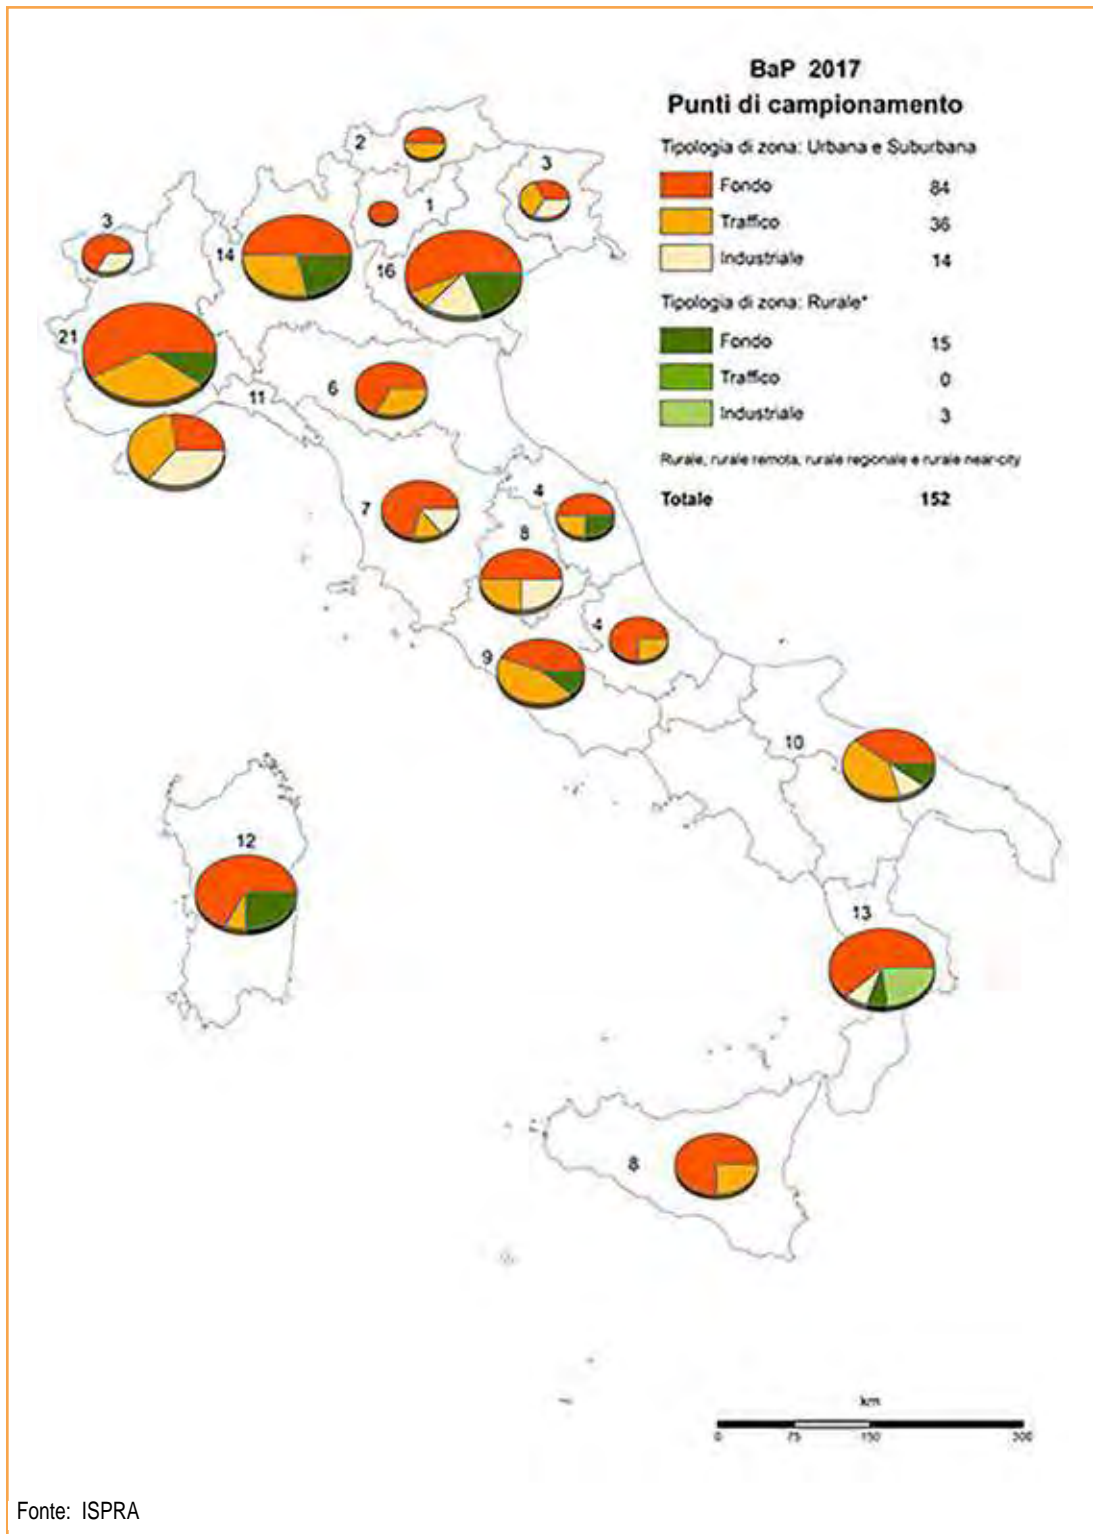 BaP 2017
Punti di campionamento
Tipologia di zona: Urbana e Suburbana
Fondo 84
Traffico 36
Industriale 14
Tipologia di zona: Rurale*
Fondo 15
Traffico 0
Industriale 3
Rurale, rurale remota, rurale regionale e rurale near-city
Totale 152
2
3
3
1
14
16
21
6
11
7
4
8
4
9
10
12
13
8
km
0 75 150 300
Fonte: ISPRA